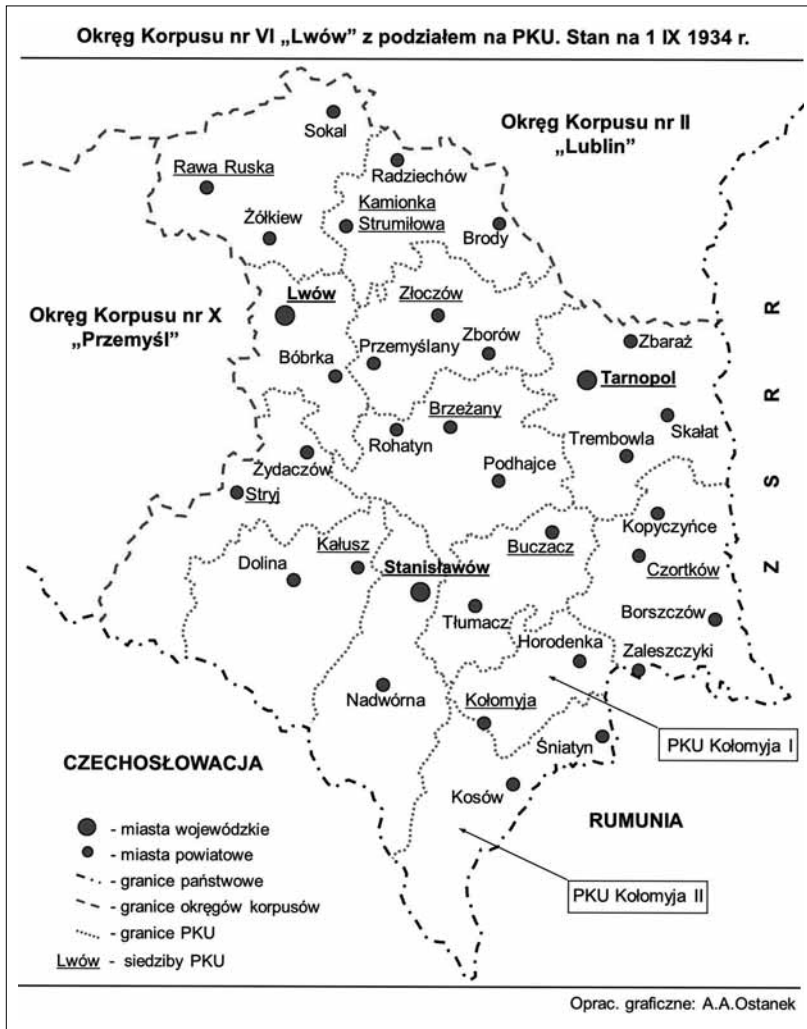 Okręg Korpusu nr VI „Lwów” z podziałem na PKU. Stan na 1 IX 1934 r.
Sokal
Okręg Korpusu nr II
„Lublin”
Rawa Ruska
Radziechów
Kamionka
Strumiłowa
Żółkiew
Brody
Lwów
Złoczów
Okręg Korpusu nr X
„Przemyśl”
Zbaraż
Zborów
Przemyślany
Bóbrka
Tarnopol
Brzeżany
Skałat
Rohatyn
Trembowla
Żydaczów
Podhajce
Stryj
Kopyczyńce
Kałusz
Buczacz
Dolina
Stanisławów
Czortków
Tłumacz
Borszczów
Horodenka
Zaleszczyki
Nadwórna
Kołomyja
PKU Kołomyja I
Śniatyn
Kosów
PKU Kołomyja II
Z S R R
CZECHOSŁOWACJA
RUMUNIA
- miasta wojewódzkie
- miasta powiatowe
- granice państwowe
- granice okręgów korpusów
- granice PKU
Lwów - siedziby PKU
Oprac. graficzne: A.A.Ostanek